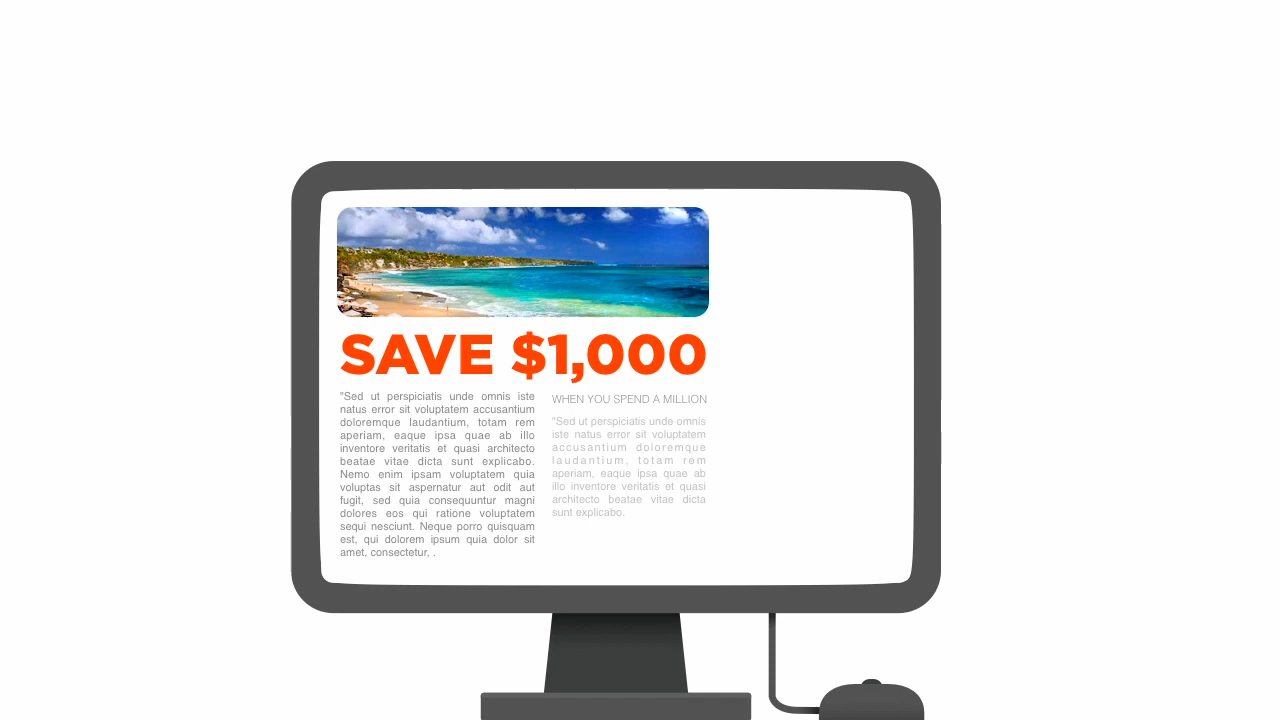 SAVE $1,000
"Sed ut perspiciatis unde omnis iste
natus error sit voluptatem accusantium
doloremque laudantium, totam rem
aperiam, eaque ipsa quae ab illo
inventore veritatis et quasi architecto
beatae vitae dicta sunt explicabo.
Nemo enim ipsam voluptatem quia
voluptas sit aspernatur aut odit aut
fugit, sed quia consequuntur magni
dolores eos qui ratione voluptatem
sequi nesciunt. Neque porro quisquam
est, qui dolorem ipsum quia dolor sit
amet, consectetur, .
WHEN YOU SPEND A MILLION
"Sed ut perspiciatis unde omnis
iste natus error sit voluptatem
accusantium doloremque
laudantium, totam rem
aperiam, eaque ipsa quae ab
illo inventore veritatis et quasi
architecto beatae vitae dicta
sunt explicabo.